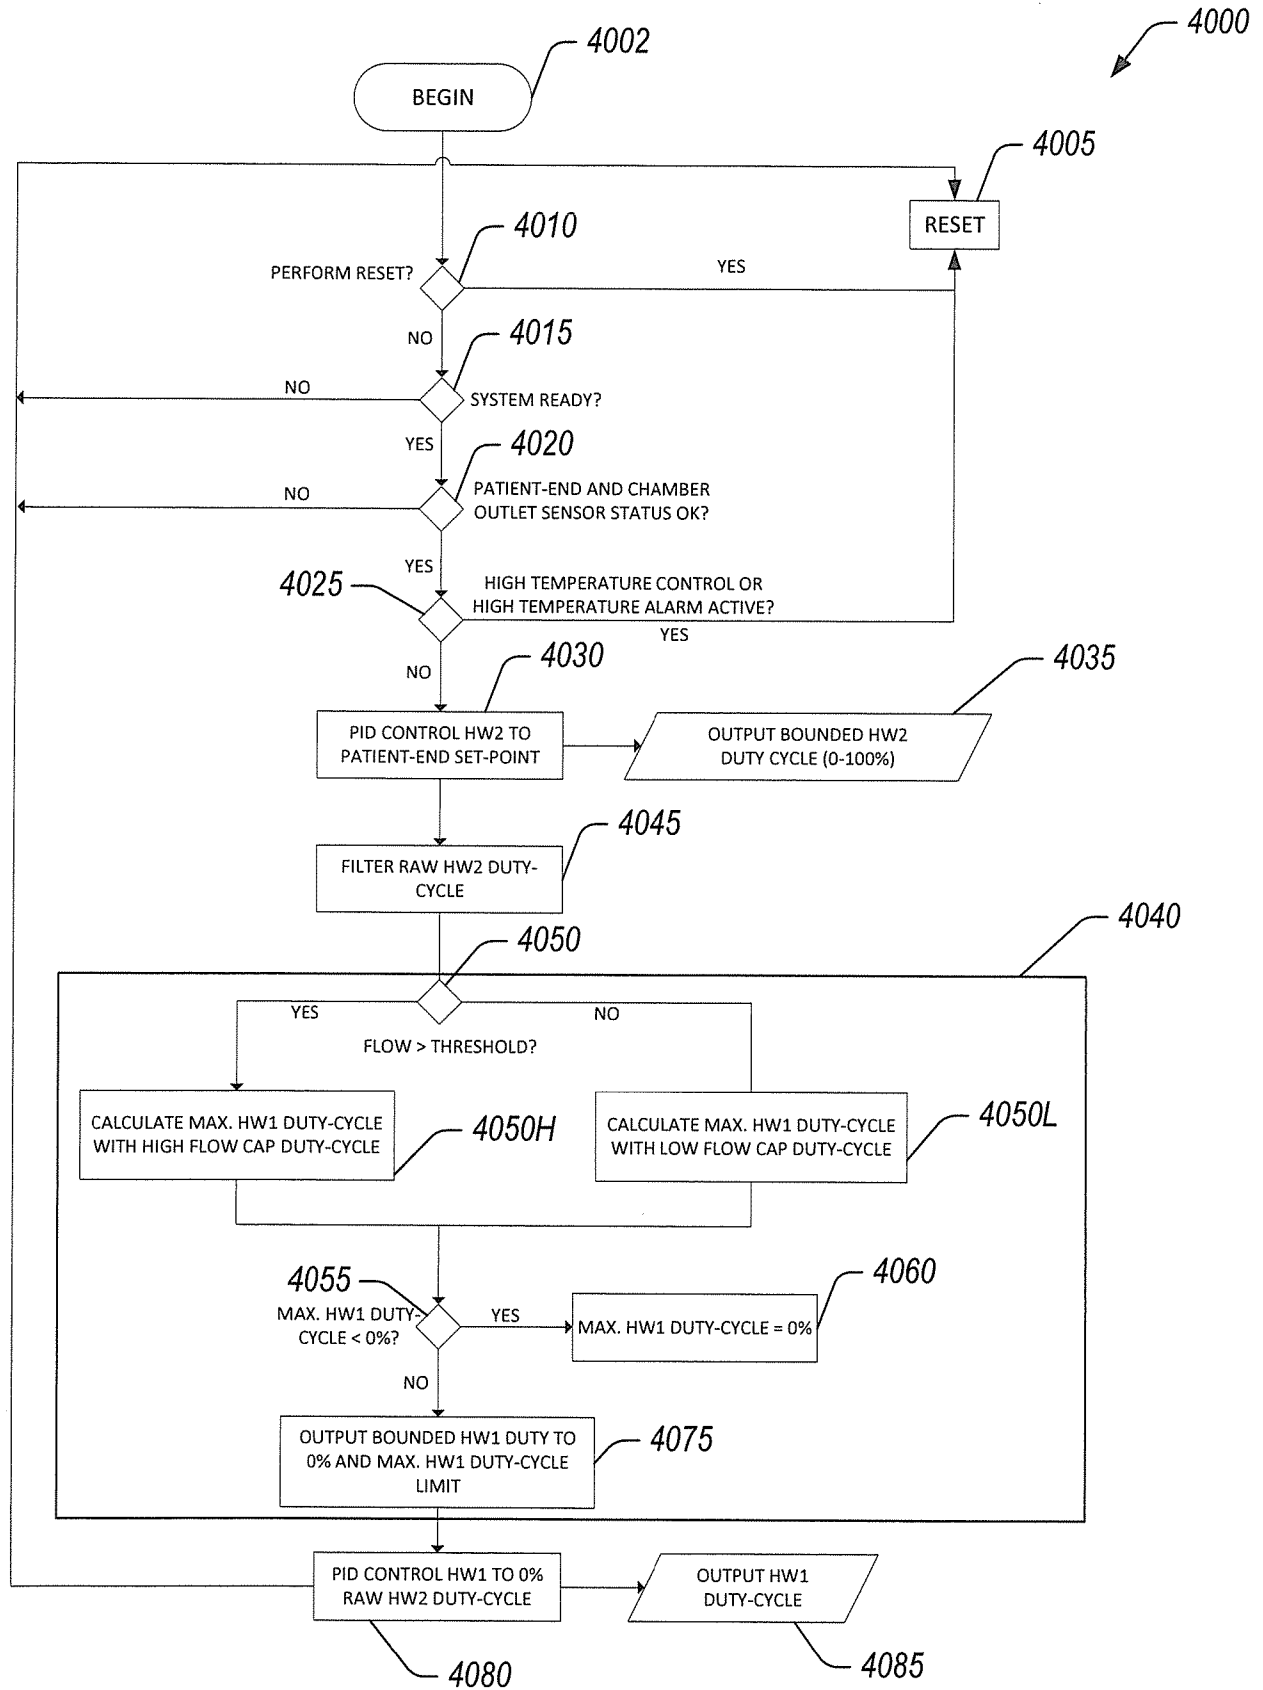 4000
4002
BEGIN
4005
RESET
4010
PERFORM RESET?
YES
NO
4015
NO
SYSTEM READY?
YES
4020
NO
PATIENT-END AND CHAMBER
OUTLET SENSOR STATUS OK?
YES
4025
HIGH TEMPERATURE CONTROL OR
HIGH TEMPERATURE ALARM ACTIVE?
YES
NO
4030
4035
PID CONTROL HW2 TO
PATIENT-END SET-POINT
OUTPUT BOUNDED HW2
DUTY CYCLE (0-100%)
4045
FILTER RAW HW2 DUTY-
CYCLE
4040
4050
YES
NO
FLOW > THRESHOLD?
CALCULATE MAX. HW1 DUTY-CYCLE
WITH HIGH FLOW CAP DUTY-CYCLE
4050H
CALCULATE MAX. HW1 DUTY-CYCLE
WITH LOW FLOW CAP DUTY-CYCLE
4050L
4055
MAX. HW1 DUTY-
CYCLE < 0%?
YES
4060
MAX. HW1 DUTY-CYCLE = 0%
NO
OUTPUT BOUNDED HW1 DUTY TO
0% AND MAX. HW1 DUTY-CYCLE
LIMIT
4075
PID CONTROL HW1 TO 0%
RAW HW2 DUTY-CYCLE
OUTPUT HW1
DUTY-CYCLE
4080
4085